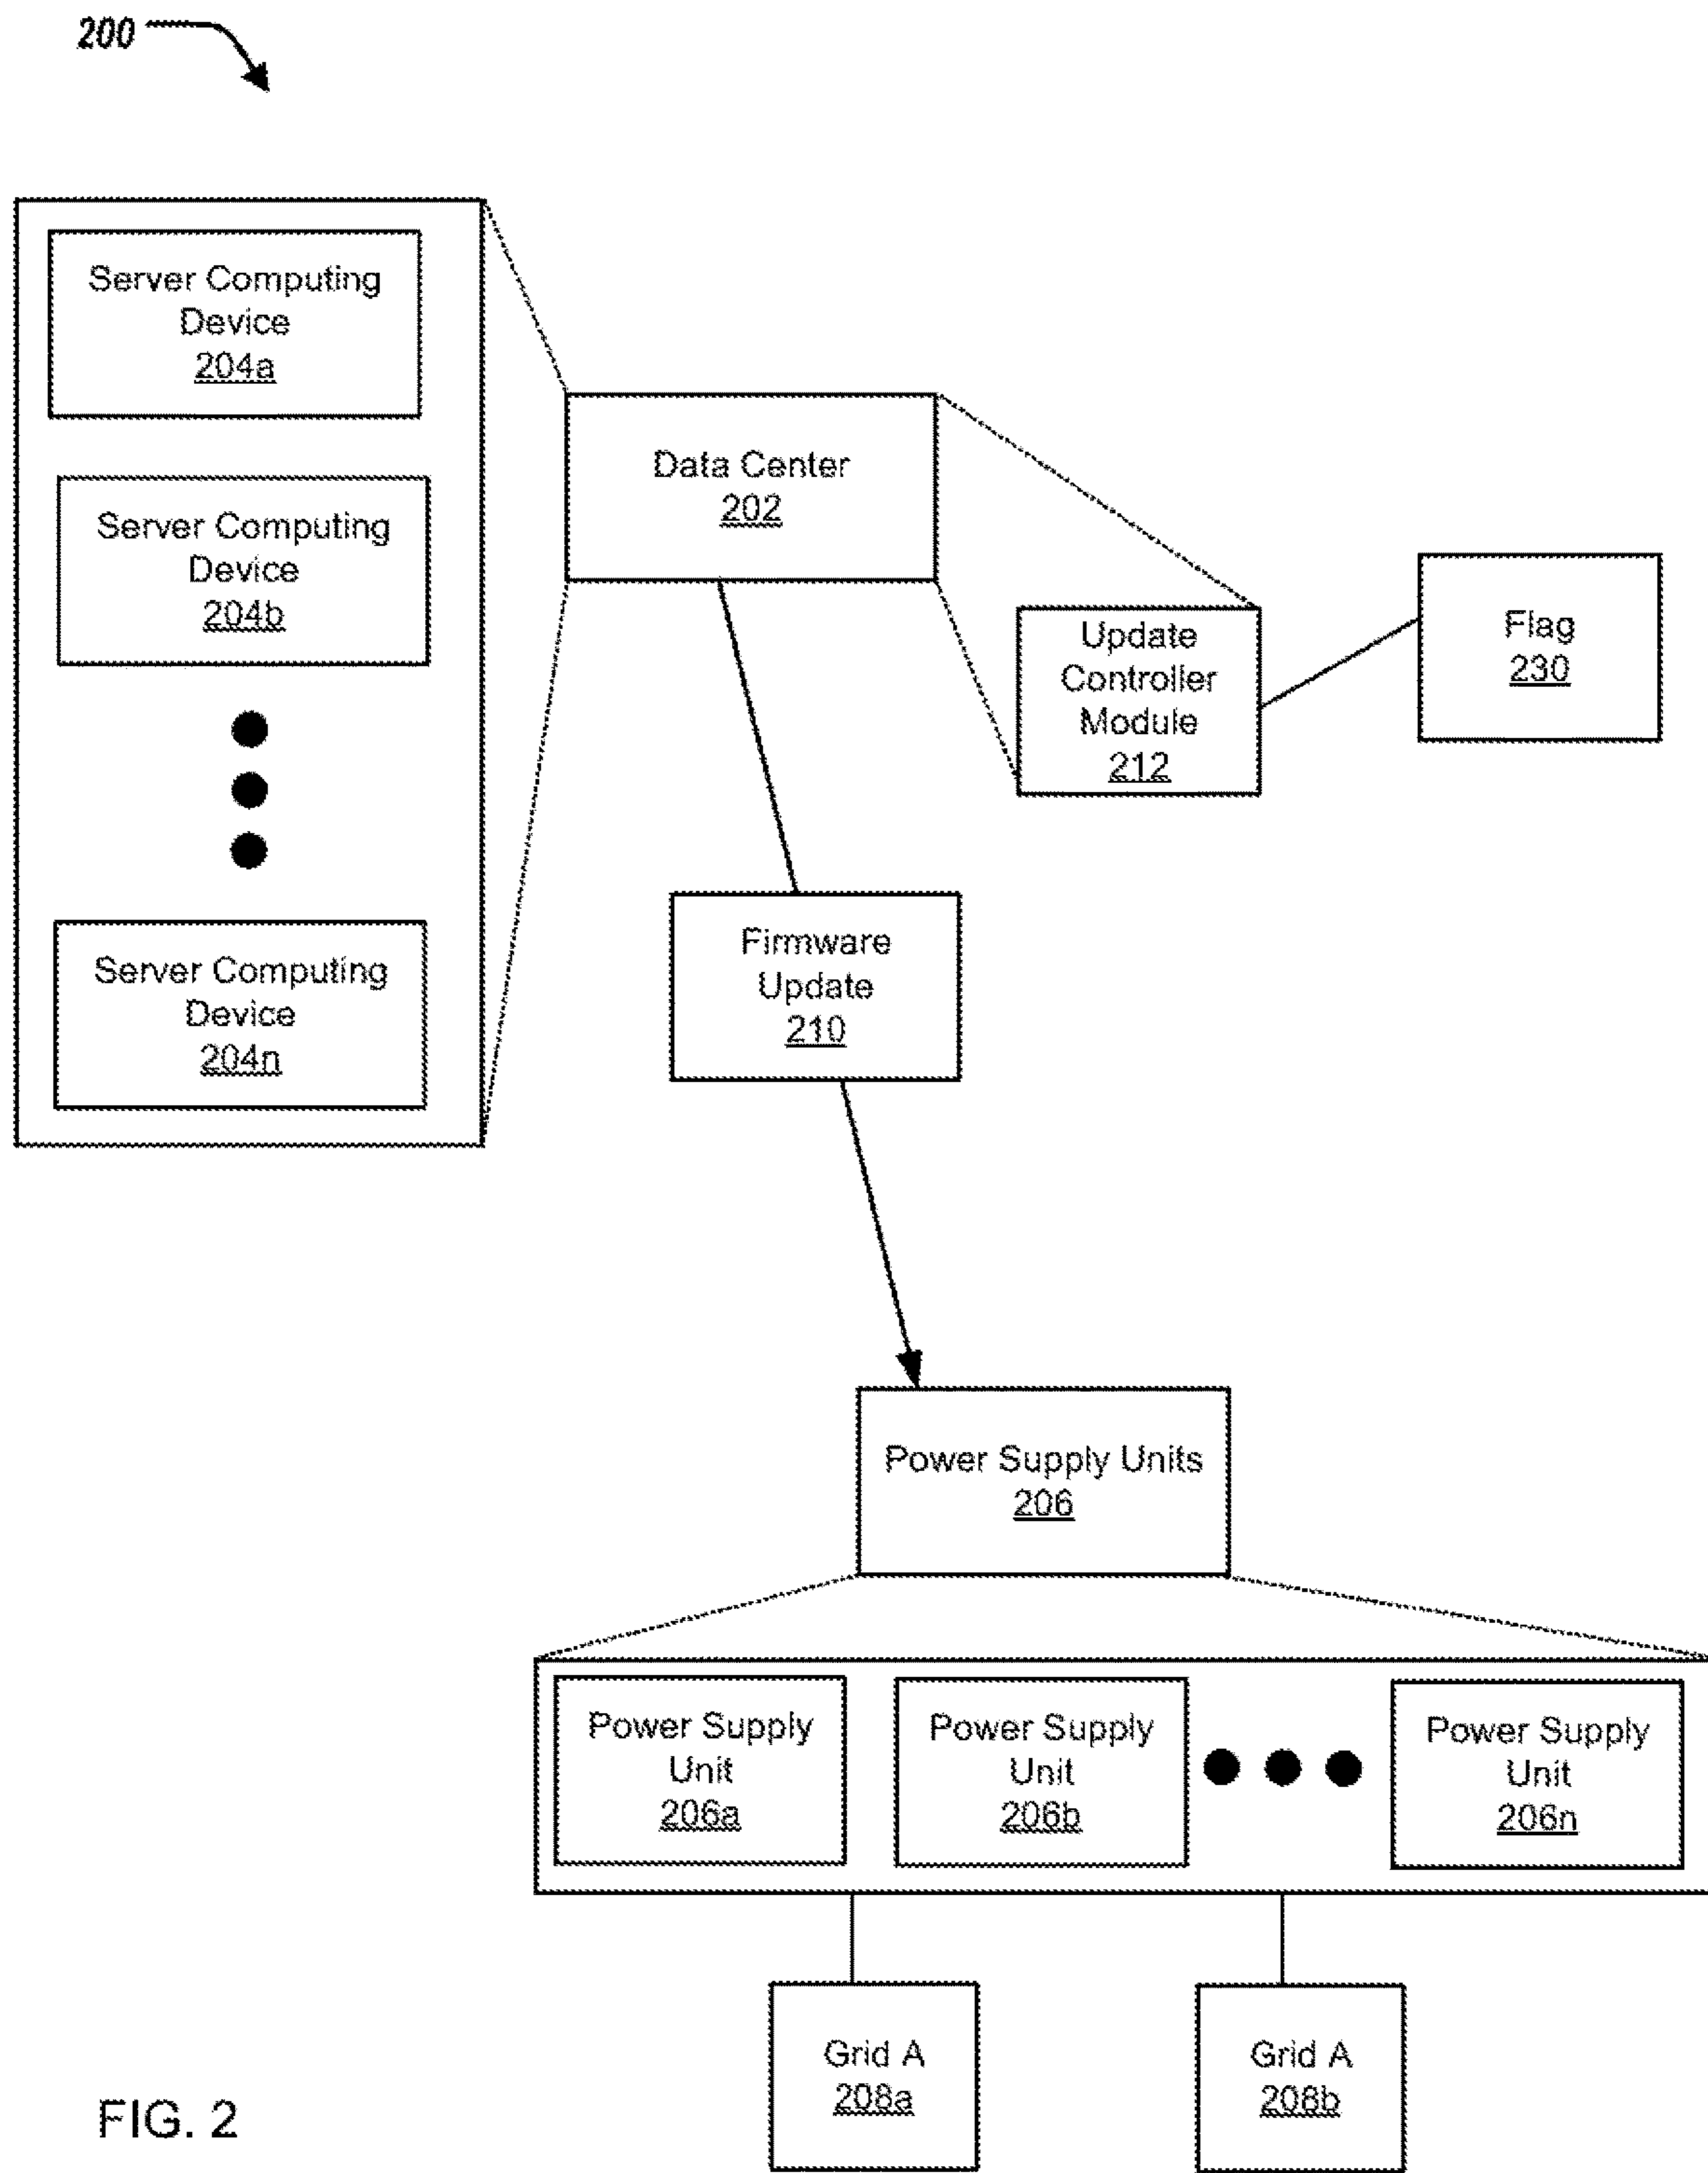 200
Server Computing
Device
204a
Server Computing
Device
204b
Server Computing
Device
204n
Data Center
202
Update
Controller
Module
212
Flag
230
Firmware
Update
210
Power Supply Units
206
Power Supply
Unit
206a
Power Supply
Unit
206b
Power Supply
Unit
206n
Grid A
208a
Grid A
208b
FIG. 2